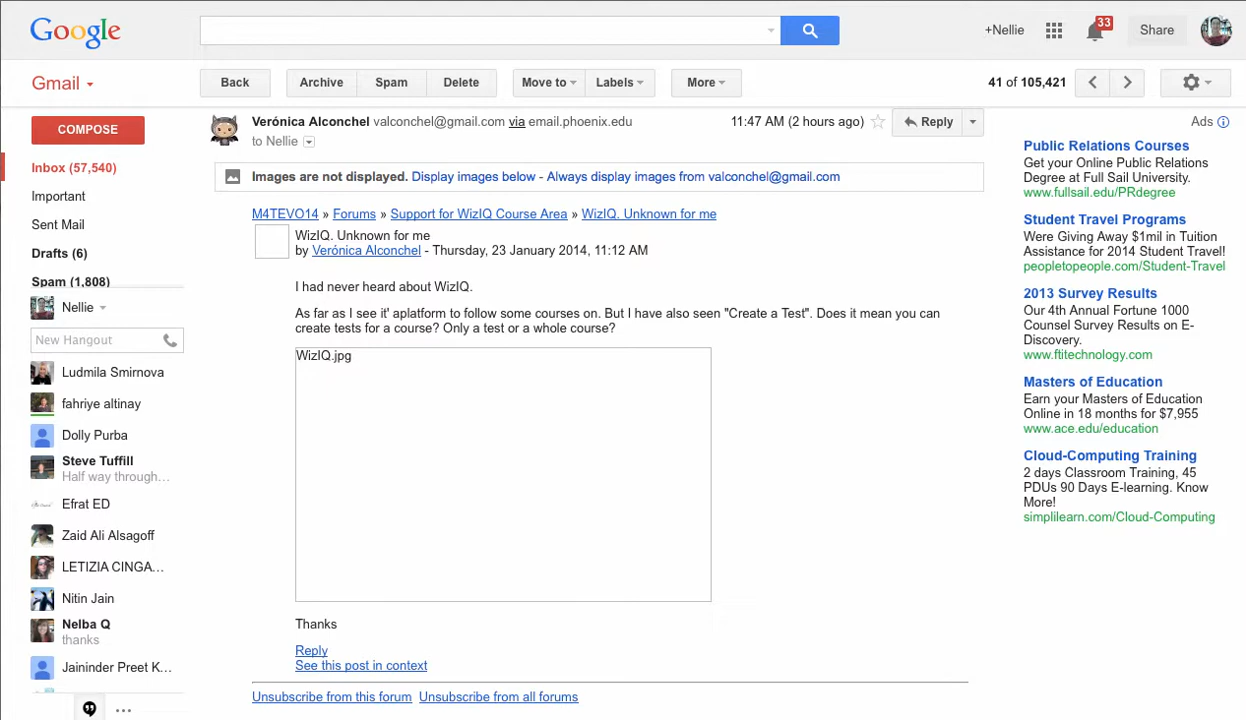 Google
+Nellie
33
Share
Gmail
Back
Archive
Spam
Delete
Move to
Labels
More
41 of 105,421
COMPOSE
Inbox (57,540)
Important
Sent Mail
Drafts (6)
Spam (1,808)
Nellie
New Hangout
Ludmila Smirnova
fahriye altinay
Dolly Purba
Steve Tuffill
Half way through…
Efrat ED
Zaid Ali Alsagoff
LETIZIA CINGA…
Nitin Jain
Nelba Q
thanks
Jaininder Preet K…
Verónica Alconchel valconchel@gmail.com via email.phoenix.edu
11:47 AM (2 hours ago)
Reply
to Nellie
Images are not displayed. Display images below - Always display images from valconchel@gmail.com
M4TEVO14 » Forums » Support for WizIQ Course Area » WizIQ. Unknown for me
WizIQ. Unknown for me
by Verónica Alconchel - Thursday, 23 January 2014, 11:12 AM
I had never heard about WizIQ.
As far as I see it' aplatform to follow some courses on. But I have also seen "Create a Test". Does it mean you can
create tests for a course? Only a test or a whole course?
WizIQ.jpg
Thanks
Reply
See this post in context
Unsubscribe from this forum Unsubscribe from all forums
Ads
Public Relations Courses
Get your Online Public Relations
Degree at Full Sail University.
www.fullsail.edu/PRdegree
Student Travel Programs
Were Giving Away $1mil in Tuition
Assistance for 2014 Student Travel!
peopletopeople.com/Student-Travel
2013 Survey Results
Our 4th Annual Fortune 1000
Counsel Survey Results on E-
Discovery.
www.ftitechnology.com
Masters of Education
Earn your Masters of Education
Online in 18 months for $7,955
www.ace.edu/education
Cloud-Computing Training
2 days Classroom Training, 45
PDUs 90 Days E-learning. Know
More!
simplilearn.com/Cloud-Computing